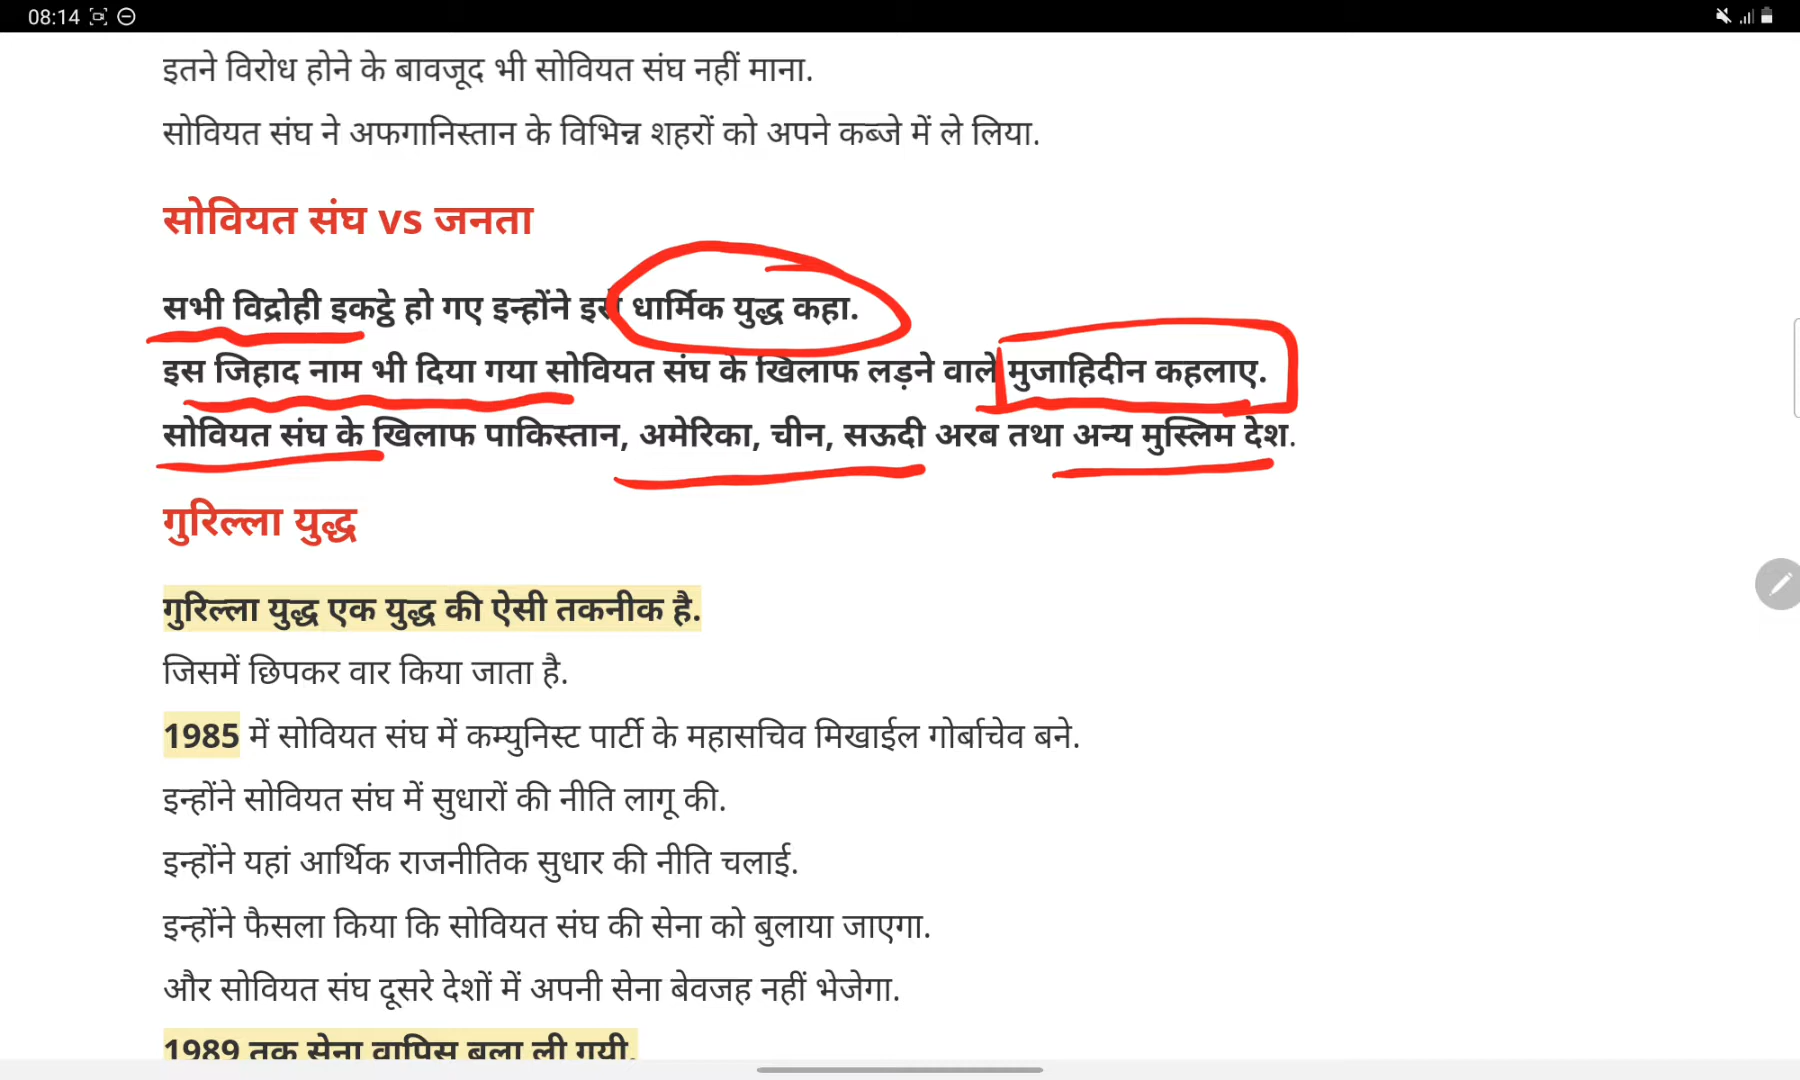 08:14
इतने विरोध होने के बावजूद भी सोवियत संघ नहीं माना.
सोवियत संघ ने अफगानिस्तान के विभिन्न शहरों को अपने कब्जे में ले लिया.
सोवियत संघ vs जनता
सभी विद्रोही इकट्ठे हो गए इन्होंने इसे धार्मिक युद्ध कहा.
इस जिहाद नाम भी दिया गया सोवियत संघ के खिलाफ लड़ने वाले मुजाहिदीन कहलाए.
सोवियत संघ के खिलाफ पाकिस्तान, अमेरिका, चीन, सऊदी अरब तथा अन्य मुस्लिम देश.
गुरिल्ला युद्ध
गुरिल्ला युद्ध एक युद्ध की ऐसी तकनीक है.
जिसमें छिपकर वार किया जाता है.
1985 में सोवियत संघ में कम्युनिस्ट पार्टी के महासचिव मिखाईल गोर्बाचेव बने.
इन्होंने सोवियत संघ में सुधारों की नीति लागू की.
इन्होंने यहां आर्थिक राजनीतिक सुधार की नीति चलाई.
इन्होंने फैसला किया कि सोवियत संघ की सेना को बुलाया जाएगा.
और सोवियत संघ दूसरे देशों में अपनी सेना बेवजह नहीं भेजेगा.
1989 तक सेना वापिस बुला ली गयी.